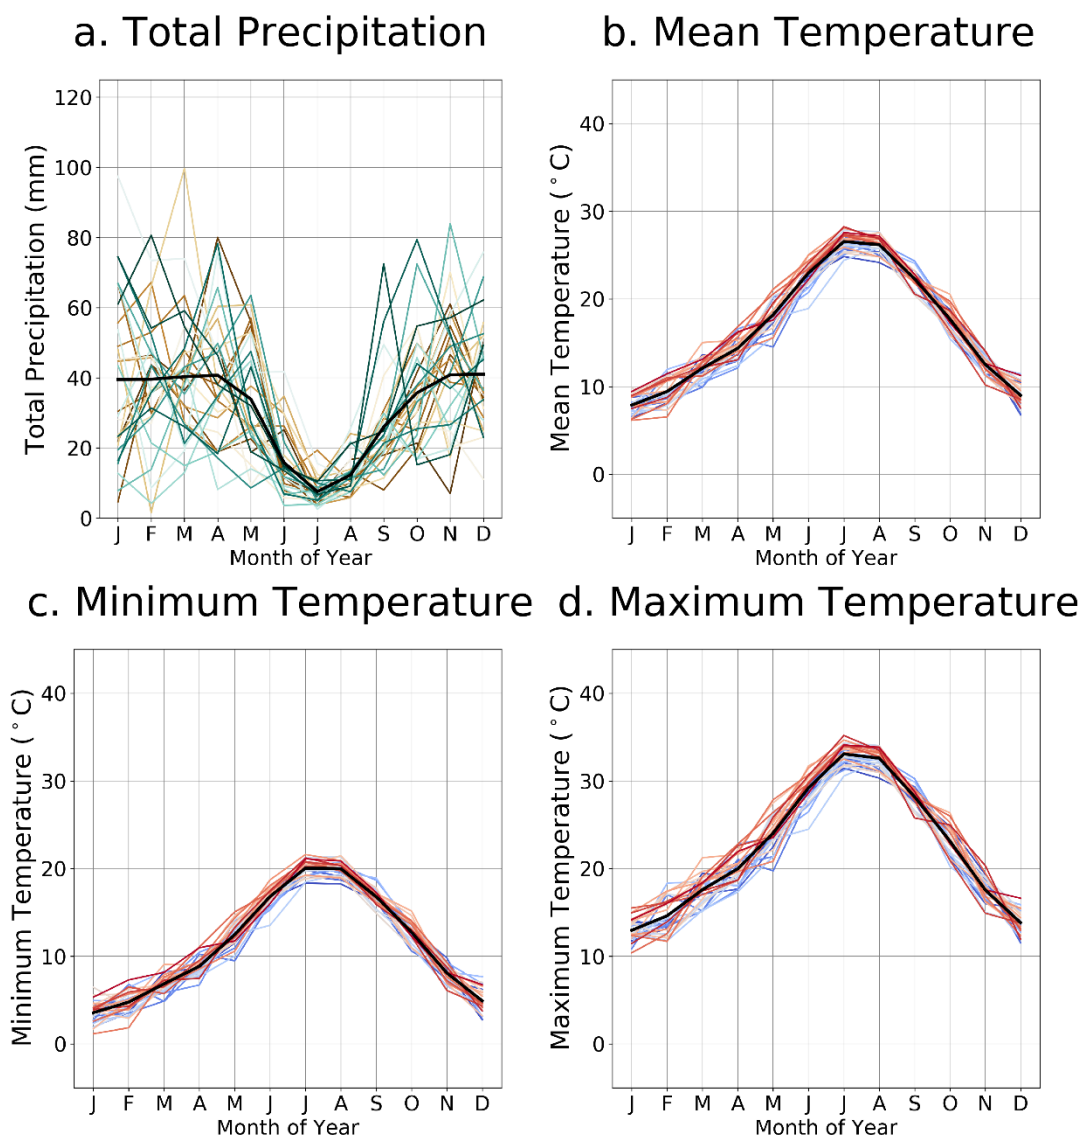 a. Total Precipitation
Total Precipitation (mm)
120
100
80
60
40
20
0
J F M A M J J A S O N D
Month of Year
b. Mean Temperature
Mean Temperature (°C)
40
30
20
10
0
J F M A M J J A S O N D
Month of Year
c. Minimum Temperature
Minimum Temperature (°C)
40
30
20
10
0
J F M A M J J A S O N D
Month of Year
d. Maximum Temperature
Maximum Temperature (°C)
40
30
20
10
0
J F M A M J J A S O N D
Month of Year